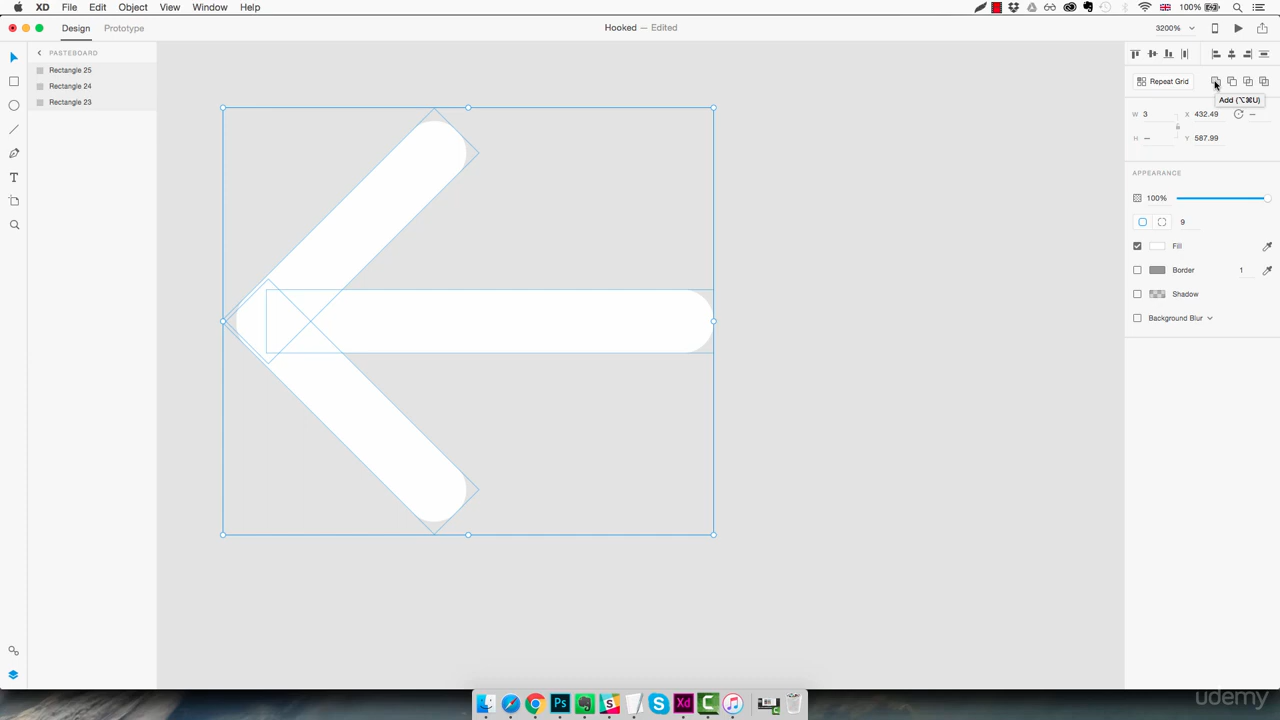 XD File Edit Object View Window Help 100%
Design Prototype Hooked — Edited 3200%
PASTEBOARD
Rectangle 25
Rectangle 24
Rectangle 23
Repeat Grid
Add (⌥⌘U)
W 3 X 432.49 –
H – Y 587.99
APPEARANCE
100%
9
Fill
Border 1
Shadow
Background Blur
Ps S Xd C
udemy